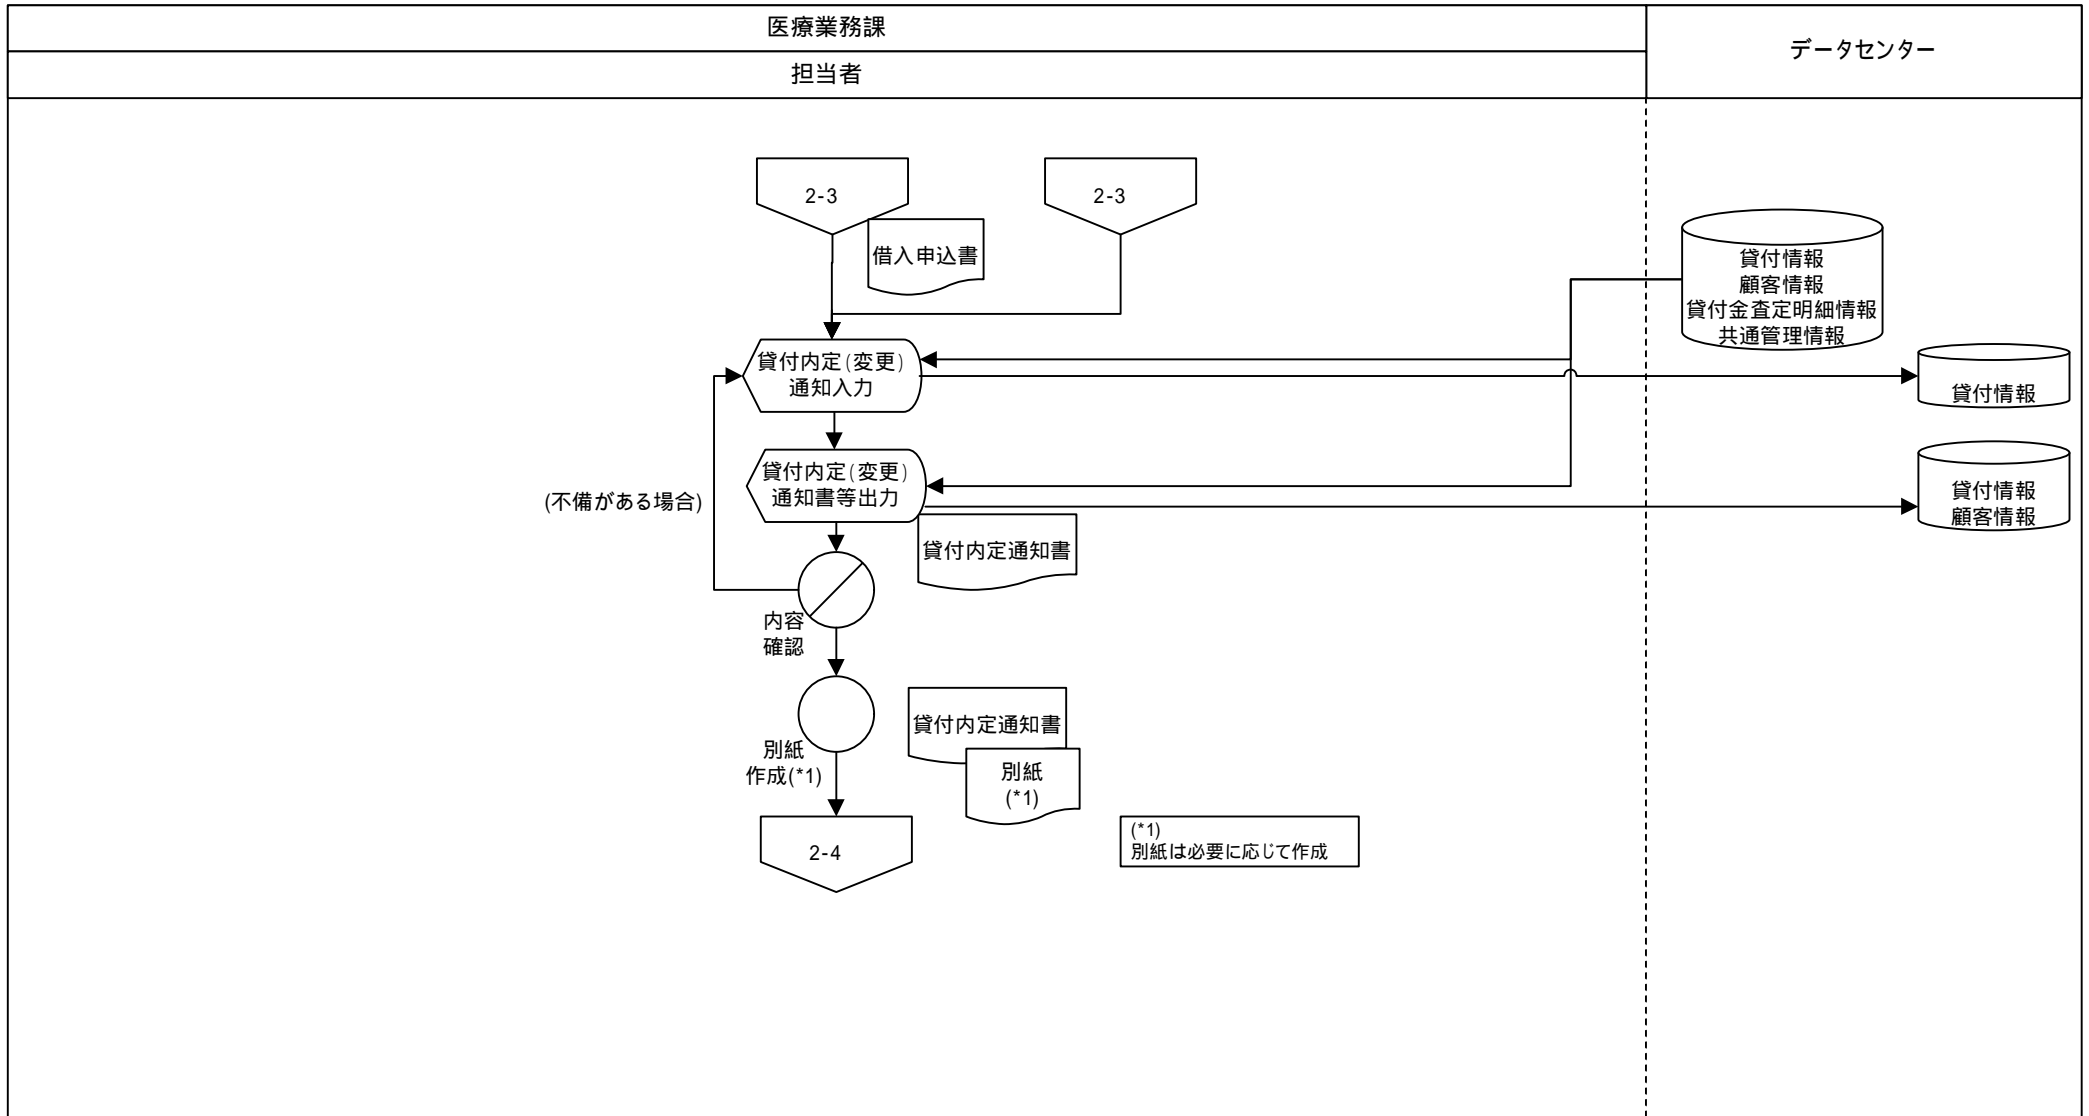 医療業務課
担当者
データセンター
2-3
2-3
借入申込書
貸付情報
顧客情報
貸付金査定明細情報
共通管理情報
貸付内定(変更)
通知入力
貸付情報
貸付内定(変更)
通知書等出力
(不備がある場合)
貸付情報
顧客情報
貸付内定通知書
内容
確認
貸付内定通知書
別紙
作成(*1)
別紙
(*1)
2-4
(*1)
別紙は必要に応じて作成